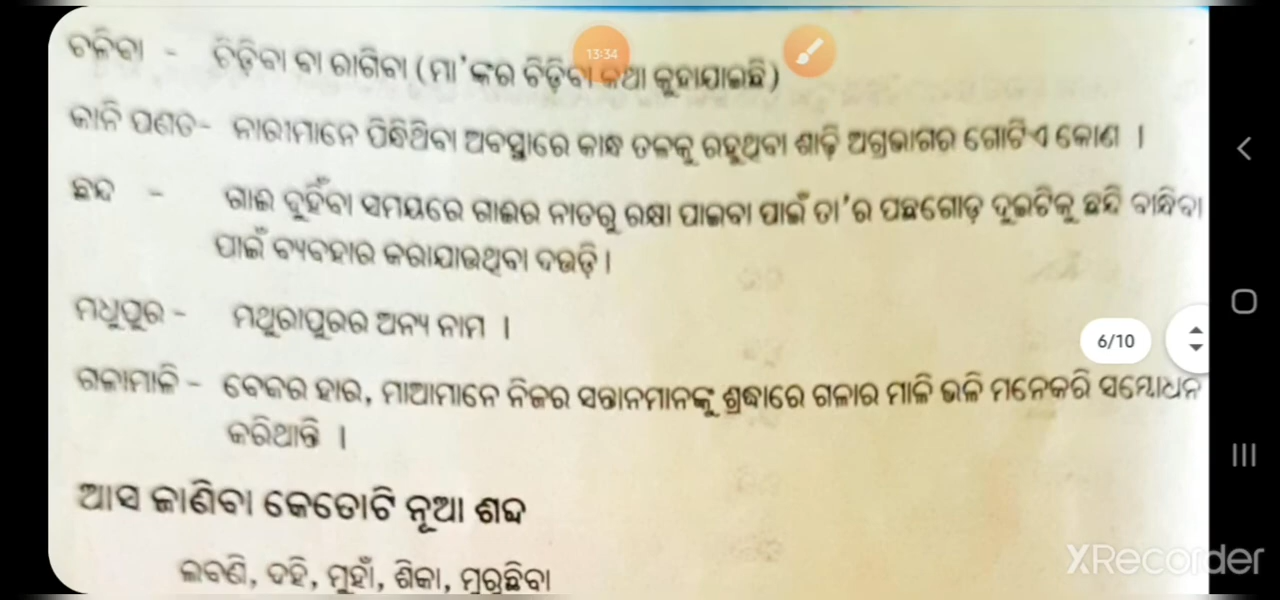 ଚଳିବା - ଚିଡ଼ିବା ବା ରାଗିବା (ମା'ଙ୍କର ଚିଡ଼ିବା କଥା କୁହାଯାଇଛି)
13:34
କାନି ପଣତ- ନାରୀମାନେ ପିନ୍ଧିଥିବା ଅବସ୍ଥାରେ କାନ୍ଧ ତଳକୁ ରହୁଥିବା ଶାଢ଼ି ଅଗ୍ରଭାଗର ଗୋଟିଏ କୋଣ ।
ଛନ୍ଦ - ଗାଈ ଦୁହିଁବା ସମୟରେ ଗାଈର ନାତରୁ ରକ୍ଷା ପାଇବା ପାଇଁ ତା'ର ପଛଗୋଡ଼ ଦୁଇଟିକୁ ଛନ୍ଦି ବାନ୍ଧିବା
ପାଇଁ ବ୍ୟବହାର କରାଯାଉଥିବା ଦଉଡ଼ି ।
ମଧୁପୁର - ମଥୁରାପୁରର ଅନ୍ୟ ନାମ ।
6/10
ଗଳାମାଳି - ବେକର ହାର, ମାଆମାନେ ନିଜର ସନ୍ତାନମାନଙ୍କୁ ଶ୍ରଦ୍ଧାରେ ଗଳାର ମାଳି ଭଳି ମନେକରି ସମ୍ବୋଧନ
କରିଥାନ୍ତି ।
ଆସ ଜାଣିବା କେତୋଟି ନୂଆ ଶବ୍ଦ
ଲବଣି, ଦହି, ମୁହାଁ, ଶିକା, ମୁରୁଛିବା
XRecorder